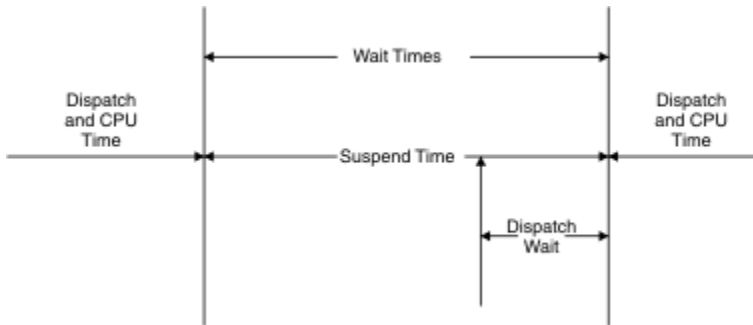 Wait Times
Dispatch
and CPU
Time
Dispatch
and CPU
Time
Suspend Time
Dispatch
Wait